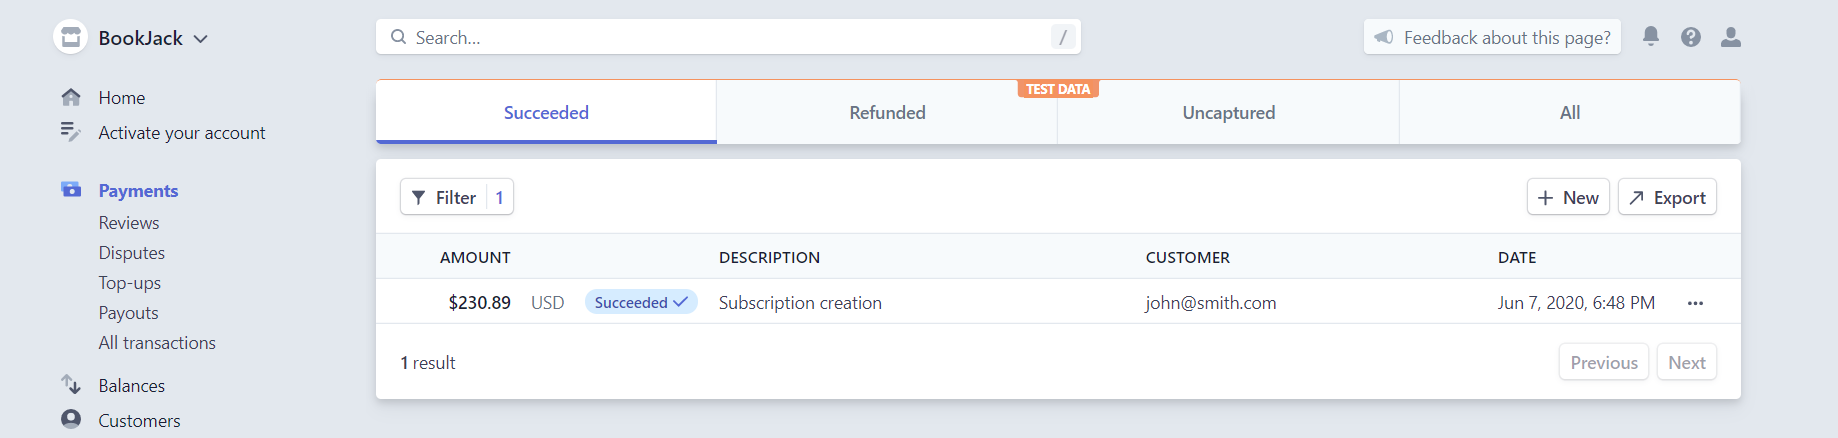 BookJack
Search...
/
Feedback about this page?
Home
Activate your account
Payments
Reviews
Disputes
Top-ups
Payouts
All transactions
Balances
Customers
TEST DATA
Succeeded Refunded Uncaptured All
Filter 1
New Export
AMOUNT DESCRIPTION CUSTOMER DATE
$230.89 USD Succeeded Subscription creation john@smith.com Jun 7, 2020, 6:48 PM
1 result
Previous Next